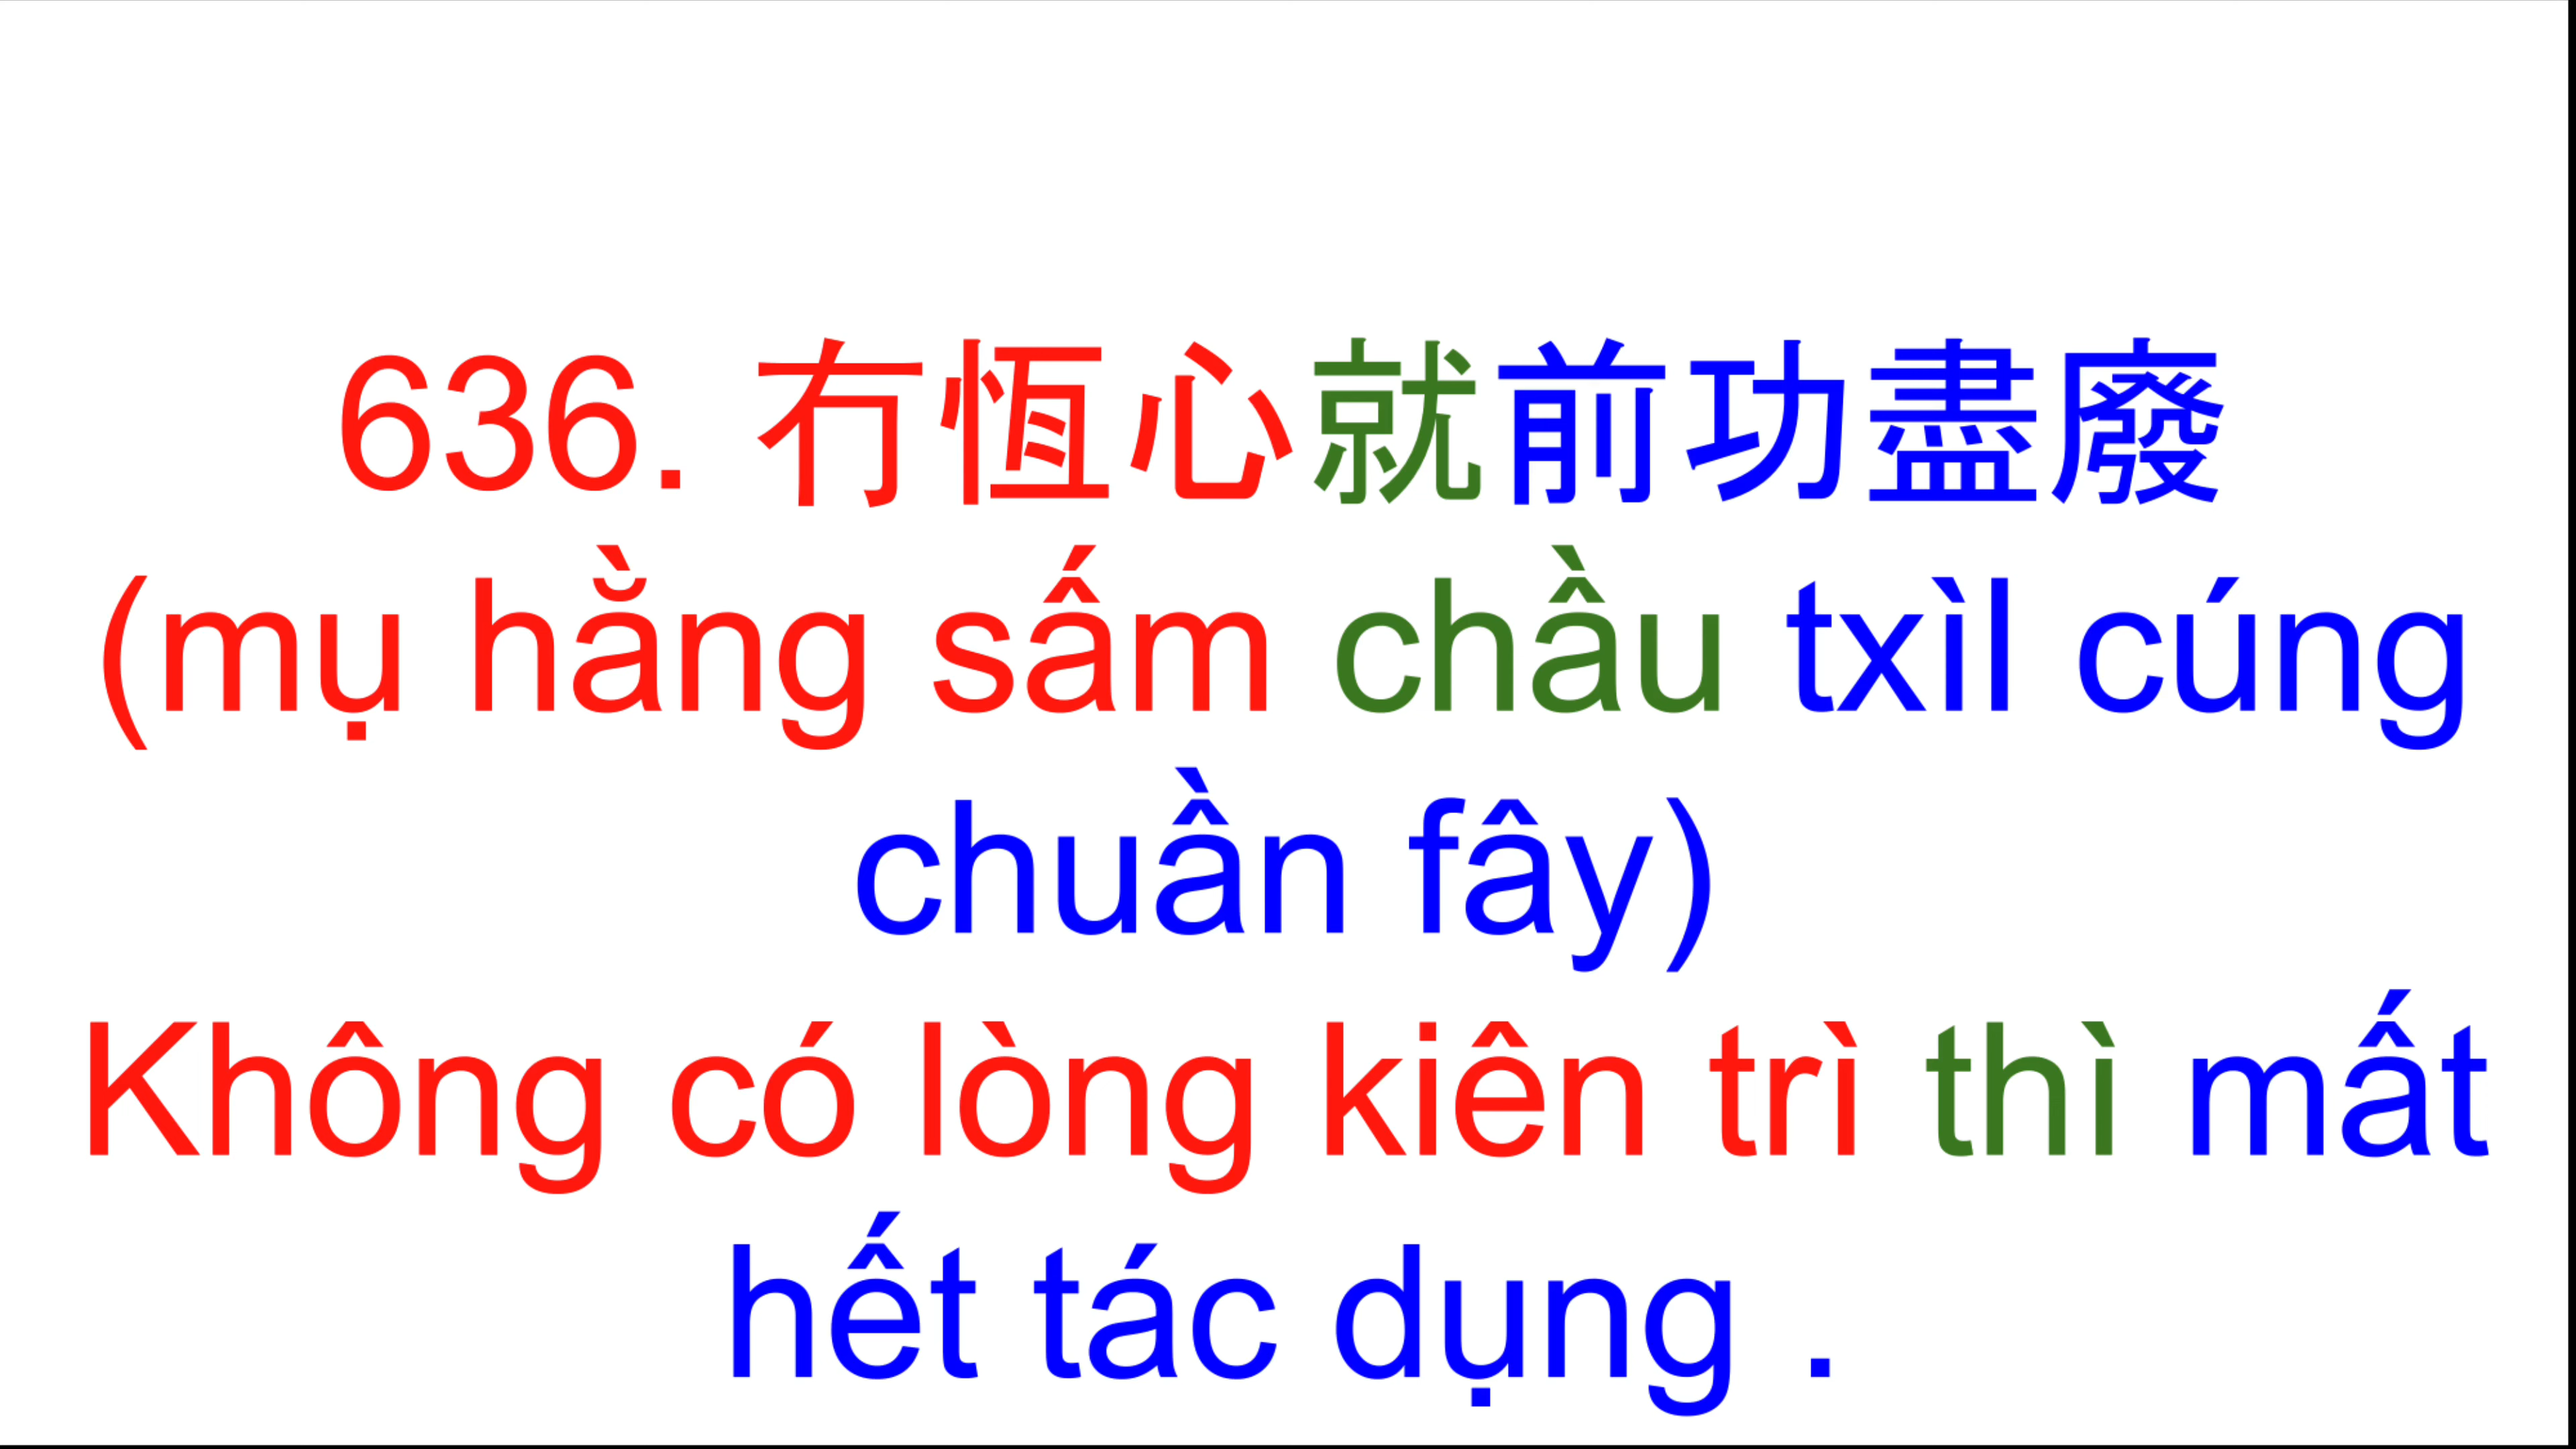 636. 冇恆心就前功盡廢
(mụ hằng sấm chầu txìl cúng
chuần fây)
Không có lòng kiên trì thì mất
hết tác dụng .